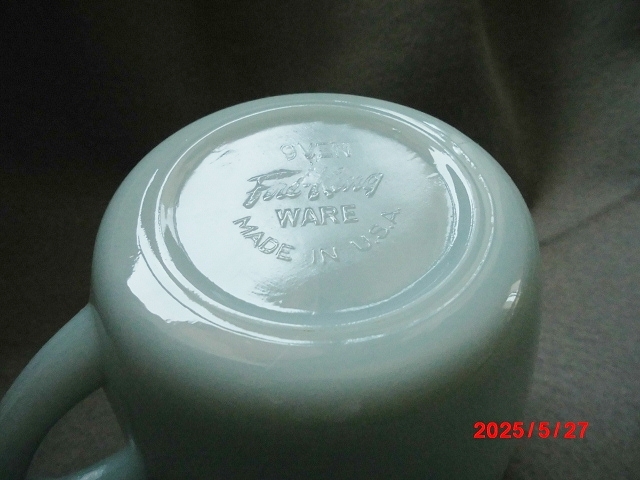 OVEN
Fire-King
WARE
MADE IN USA
2025/5/27